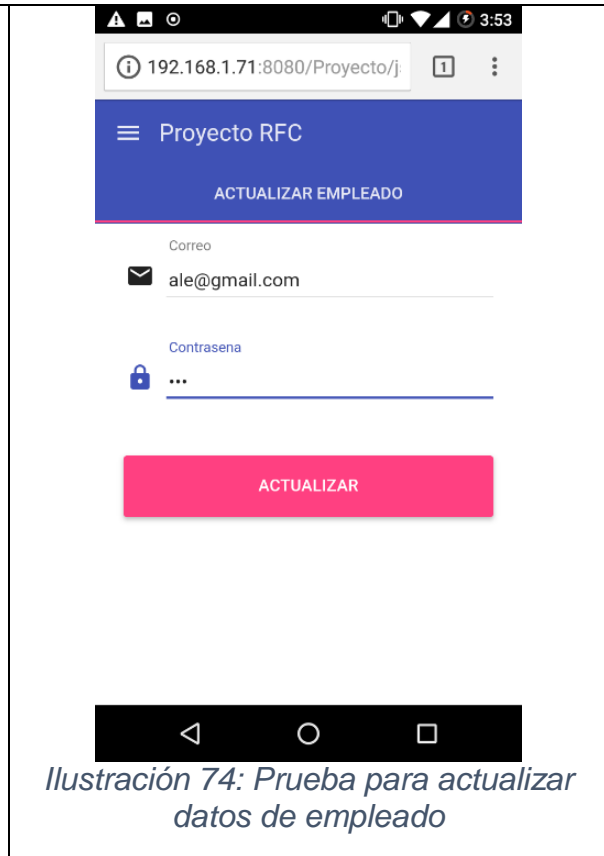 3:53
192.168.1.71:8080/Proyecto/j
1
Proyecto RFC
ACTUALIZAR EMPLEADO
Correo
ale@gmail.com
Contrasena
•••
ACTUALIZAR
Ilustración 74: Prueba para actualizar
datos de empleado